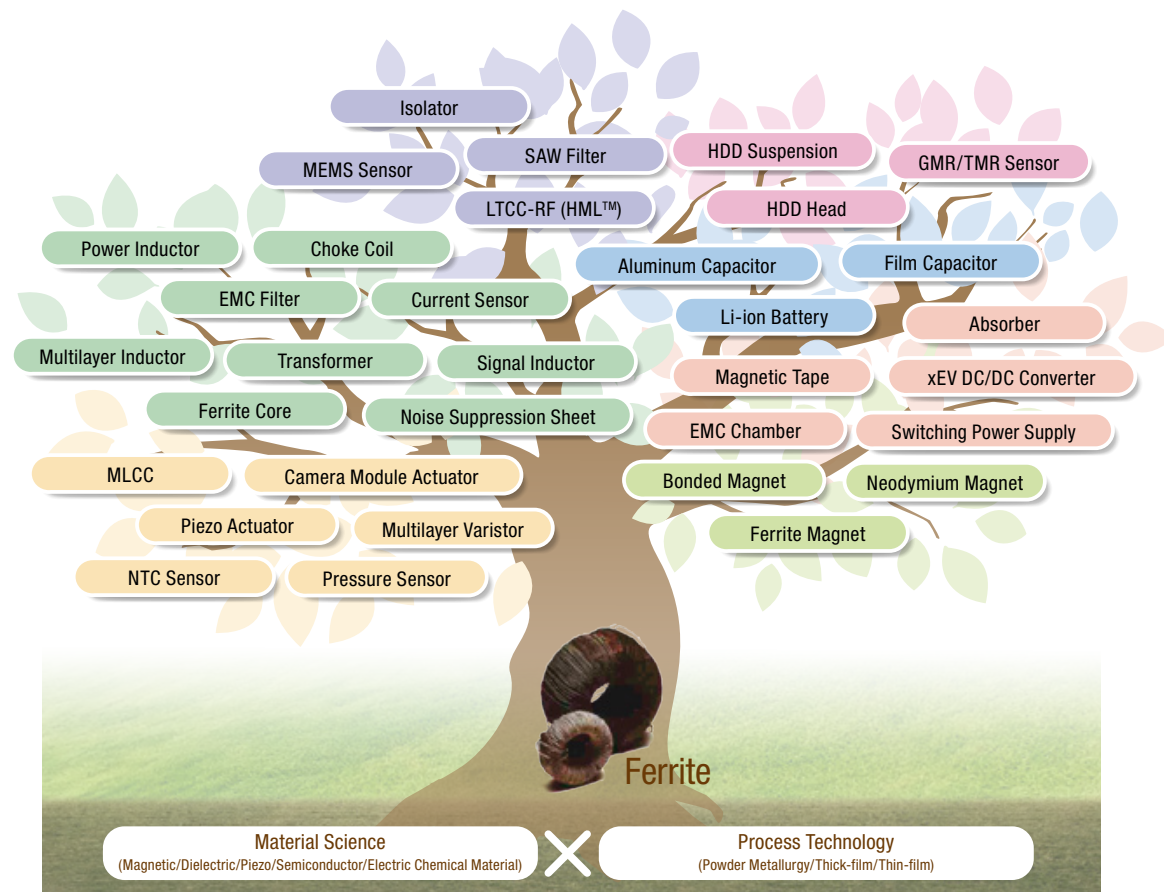 Isolator
SAW Filter
MEMS Sensor
LTCC-RF (HML™)
HDD Suspension
GMR/TMR Sensor
HDD Head
Power Inductor
Choke Coil
EMC Filter
Current Sensor
Multilayer Inductor
Transformer
Signal Inductor
Ferrite Core
Noise Suppression Sheet
Aluminum Capacitor
Film Capacitor
Li-ion Battery
Absorber
Magnetic Tape
xEV DC/DC Converter
EMC Chamber
Switching Power Supply
MLCC
Camera Module Actuator
Piezo Actuator
Multilayer Varistor
NTC Sensor
Pressure Sensor
Bonded Magnet
Neodymium Magnet
Ferrite Magnet
Ferrite
Material Science
(Magnetic/Dielectric/Piezo/Semiconductor/Electric Chemical Material)
Process Technology
(Powder Metallurgy/Thick-film/Thin-film)